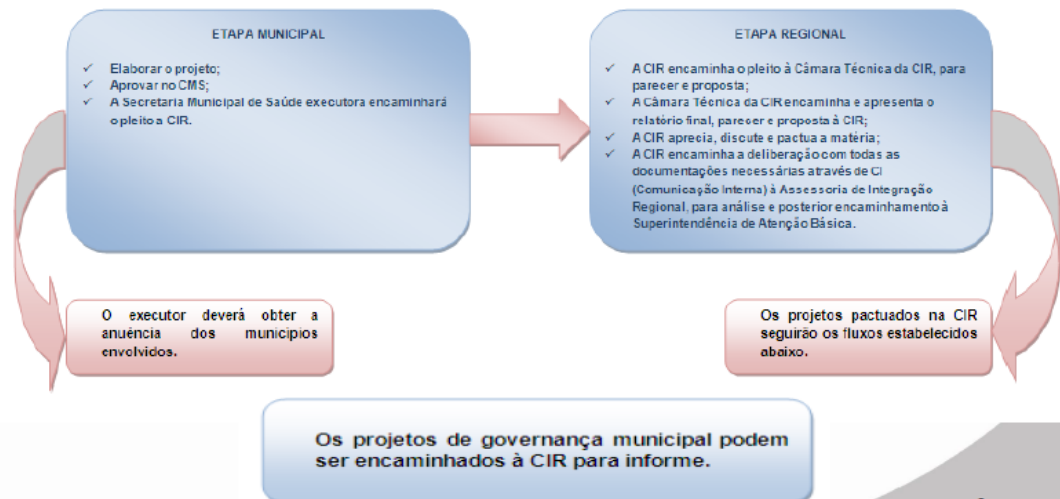 ETAPA MUNICIPAL
✓ Elaborar o projeto;
✓ Aprovar no CMS;
✓ A Secretaria Municipal de Saúde executora encaminhará
o pleito a CIR.
ETAPA REGIONAL
✓ A CIR encaminha o pleito à Câmara Técnica da CIR, para
parecer e proposta;
✓ A Câmara Técnica da CIR encaminha e apresenta o
relatório final, parecer e proposta à CIR;
✓ A CIR aprecia, discute e pactua a matéria;
✓ A CIR encaminha a deliberação com todas as
documentações necessárias através de CI
(Comunicação Interna) à Assessoria de Integração
Regional, para análise e posterior encaminhamento à
Superintendência de Atenção Básica.
O executor deverá obter a
anuência dos municípios
envolvidos.
Os projetos pactuados na CIR
seguirão os fluxos estabelecidos
abaixo.
Os projetos de governança municipal podem
ser encaminhados à CIR para informe.